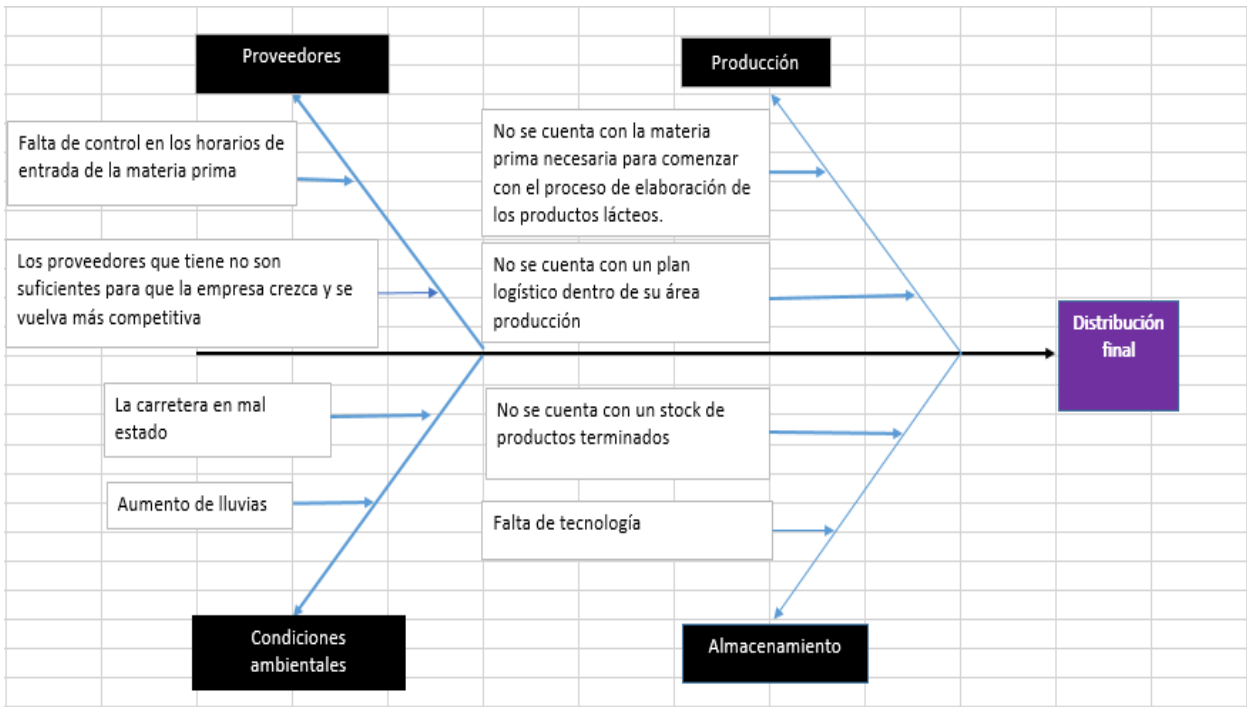 Proveedores
Producción
Falta de control en los horarios de
entrada de la materia prima
No se cuenta con la materia
prima necesaria para comenzar
con el proceso de elaboración de
los productos lácteos.
Los proveedores que tiene no son
suficientes para que la empresa crezca y se
vuelva más competitiva
No se cuenta con un plan
logístico dentro de su área
producción
Distribución
final
La carretera en mal
estado
No se cuenta con un stock de
productos terminados
Aumento de lluvias
Falta de tecnología
Condiciones
ambientales
Almacenamiento